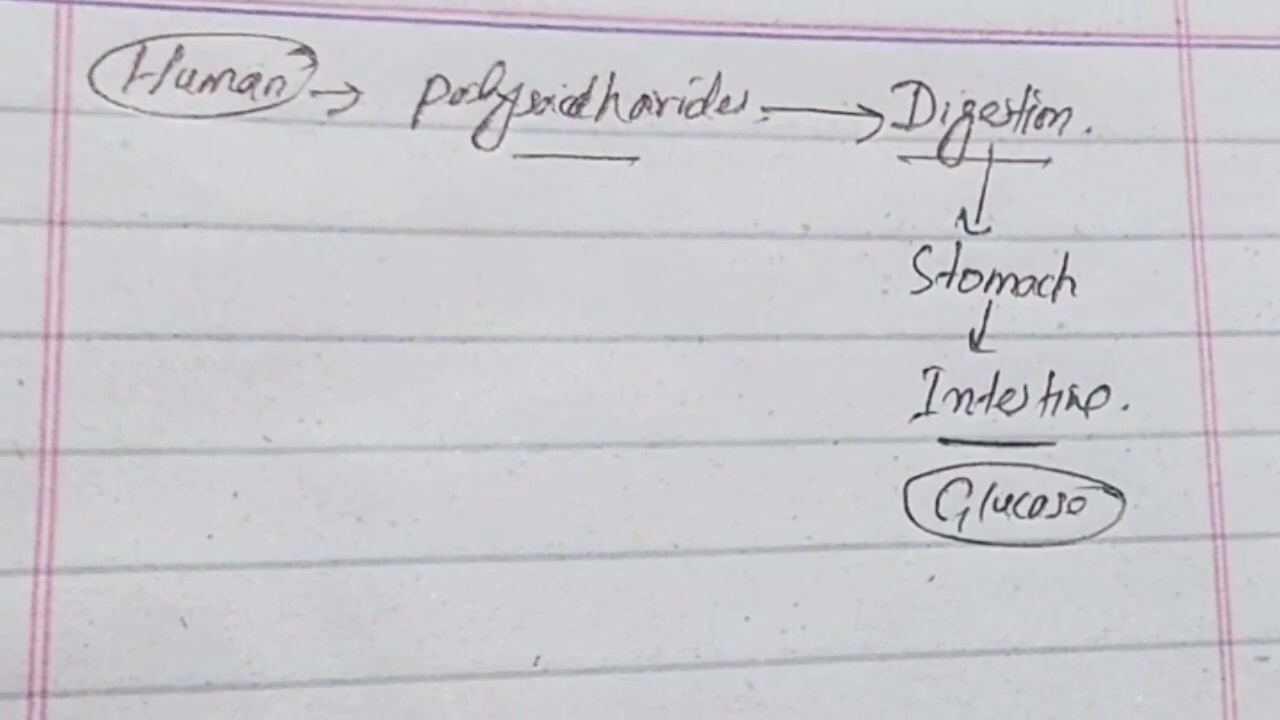 Human → polysaccharides. → Digestion.
↓
Stomach
↓
Intestine.
Glucose